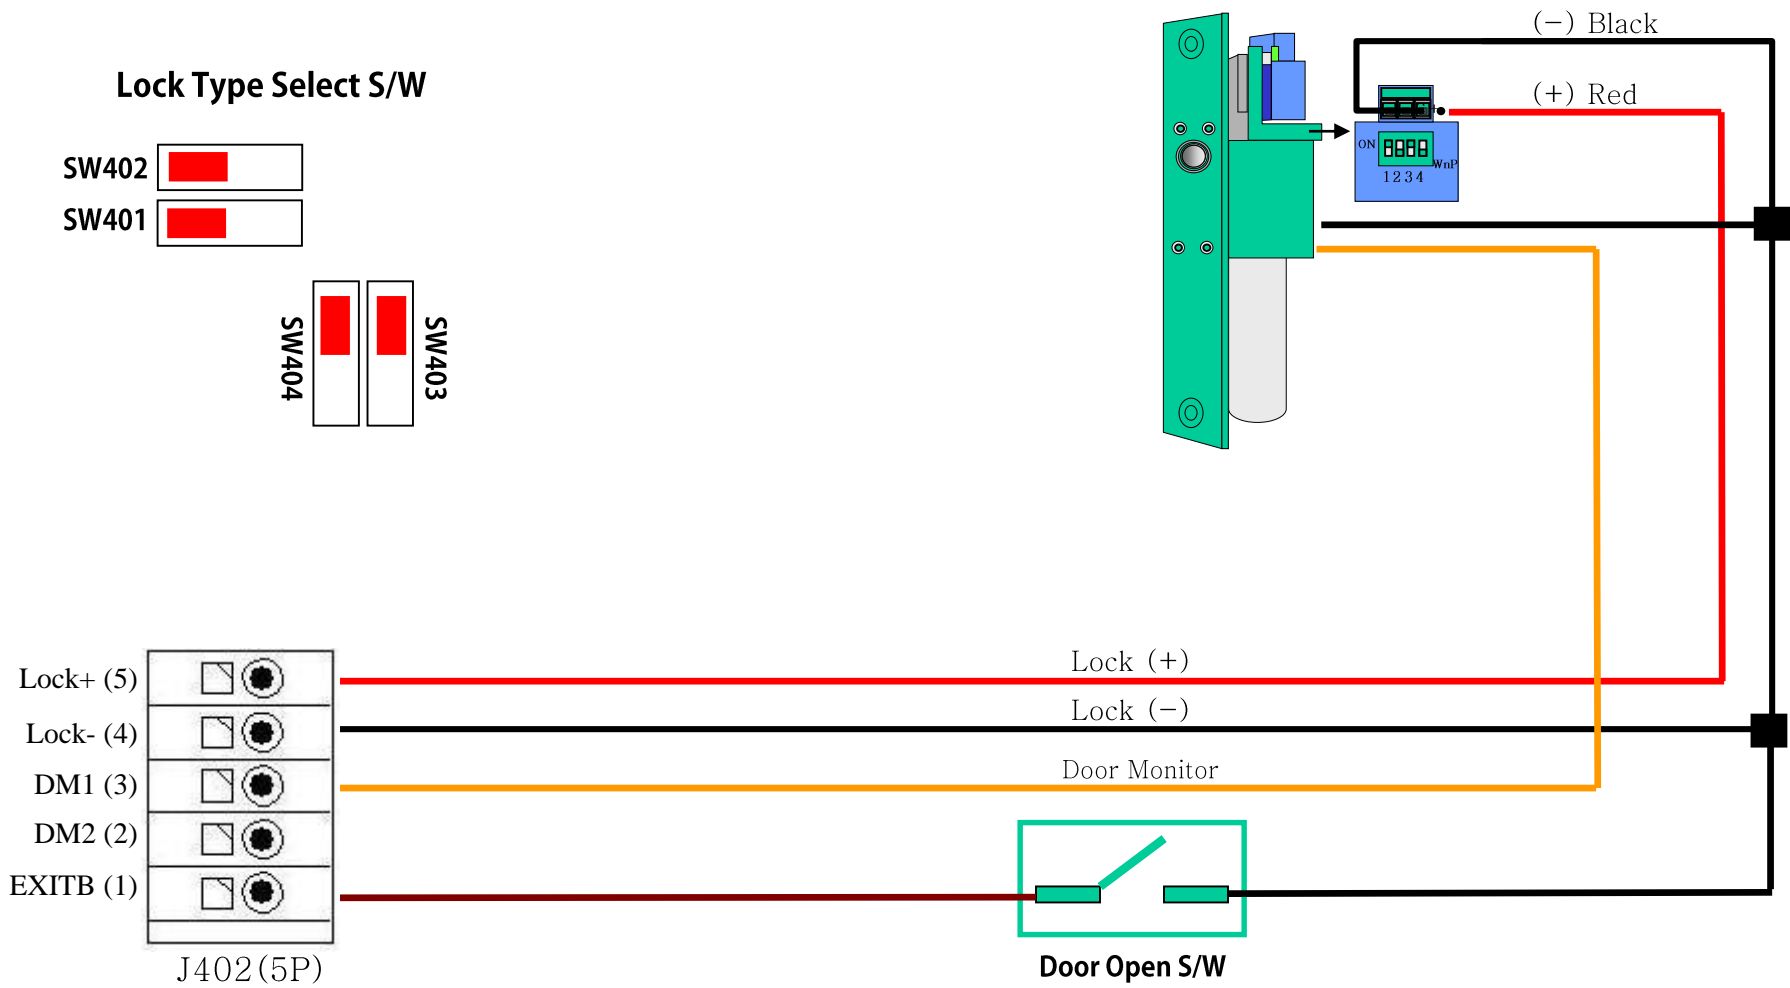 (−) Black
Lock Type Select S/W
(+) Red
ON
WnP
1 2 3 4
SW402
SW401
SW404
SW403
Lock+ (5)
Lock (+)
Lock- (4)
Lock (−)
DM1 (3)
Door Monitor
DM2 (2)
EXITB (1)
J402(5P)
Door Open S/W